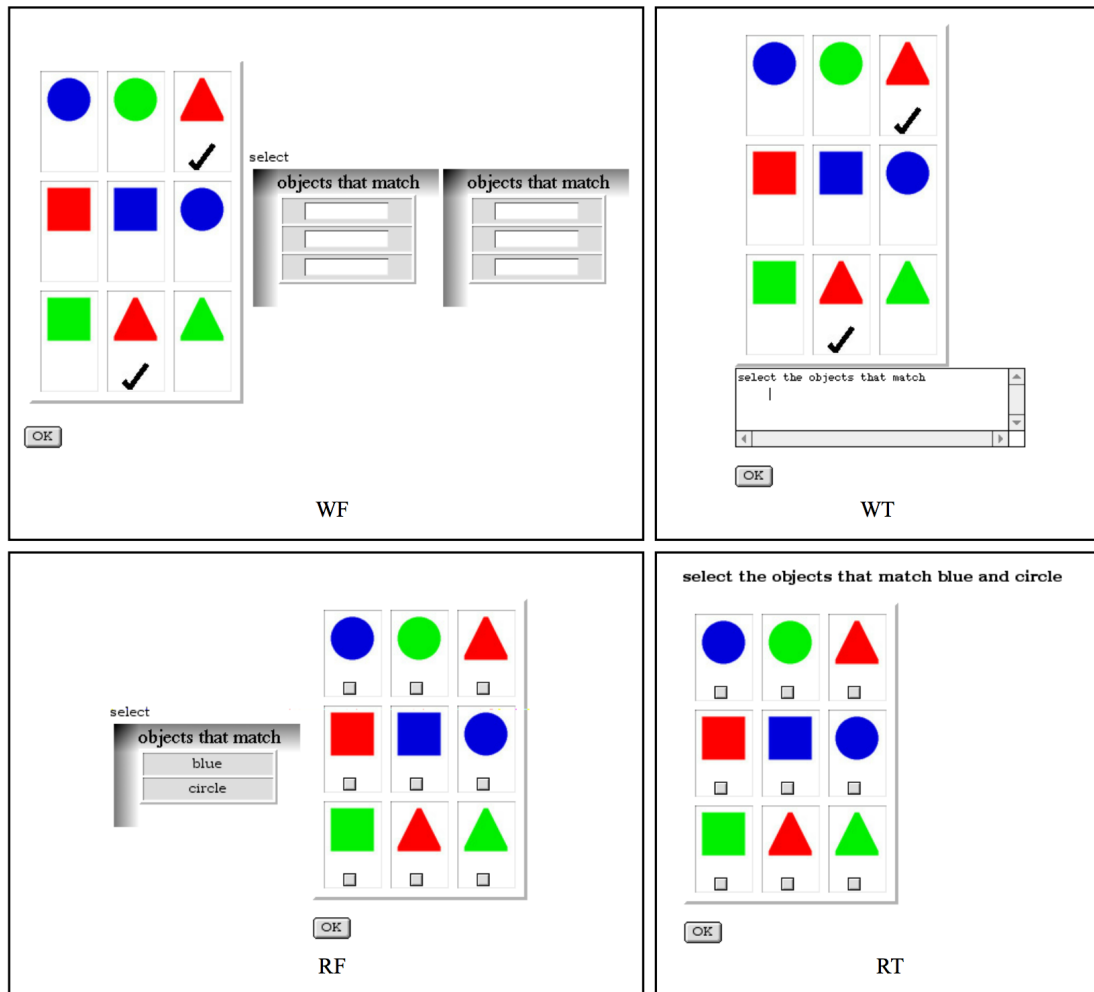 select
objects that match objects that match
OK
WF
select the objects that match
OK
WT
select
objects that match
blue
circle
OK
RF
select the objects that match blue and circle
OK
RT